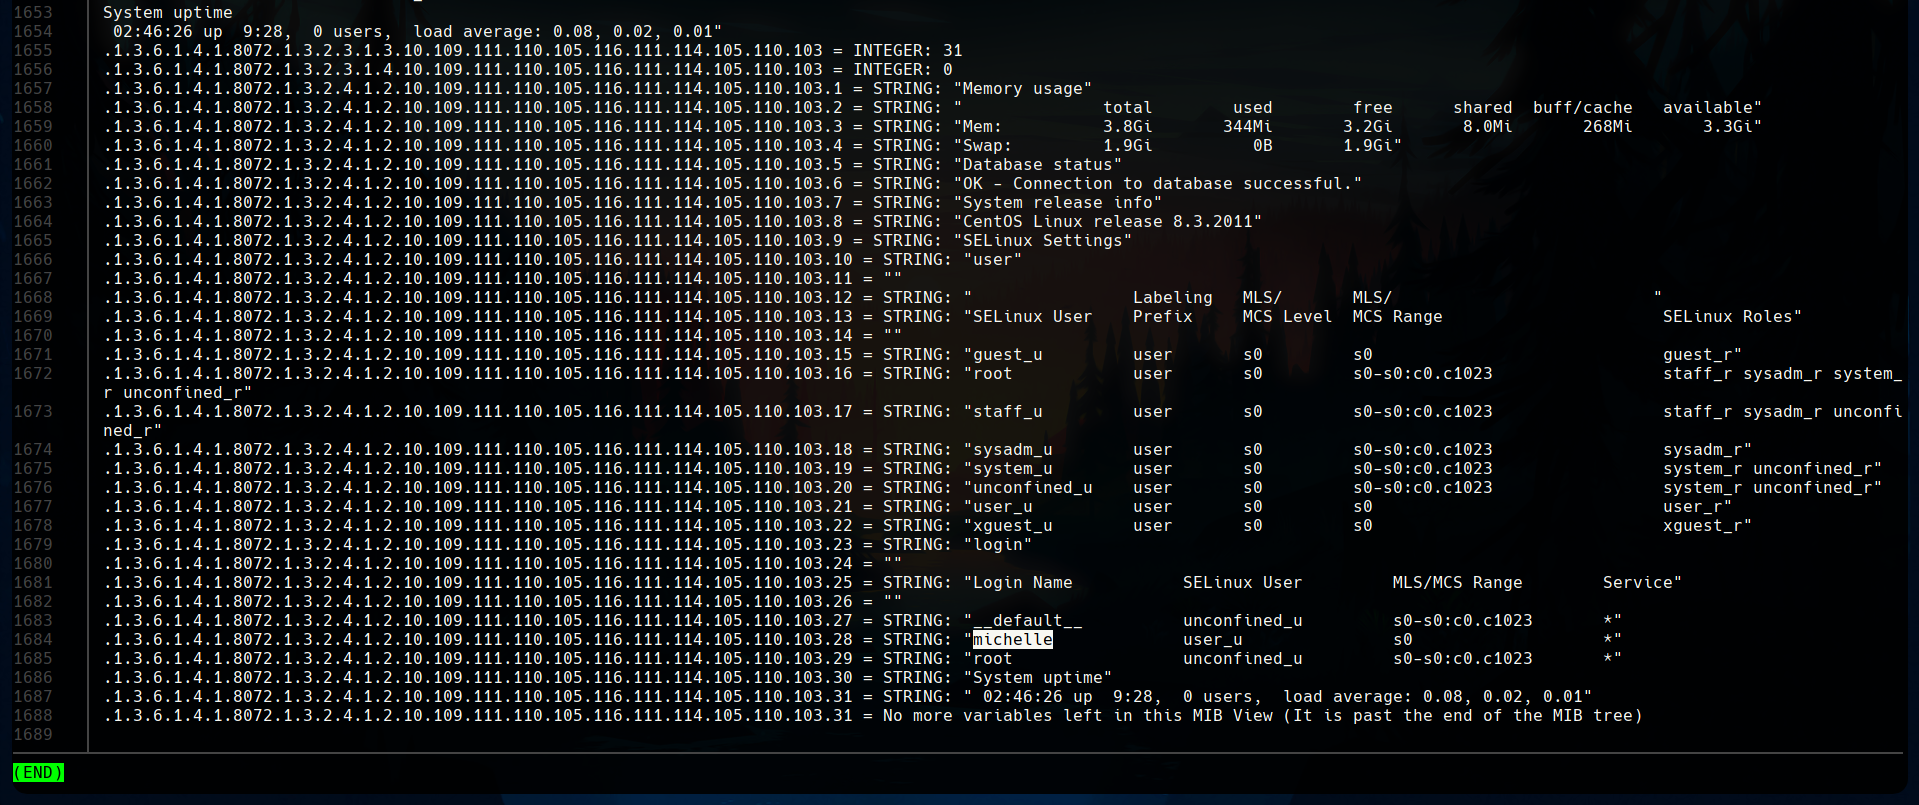 1653 System uptime
1654  02:46:26 up  9:28,  0 users,  load average: 0.08, 0.02, 0.01"
1655 .1.3.6.1.4.1.8072.1.3.2.3.1.3.10.109.111.110.105.116.111.114.105.110.103 = INTEGER: 31
1656 .1.3.6.1.4.1.8072.1.3.2.3.1.4.10.109.111.110.105.116.111.114.105.110.103 = INTEGER: 0
1657 .1.3.6.1.4.1.8072.1.3.2.4.1.2.10.109.111.110.105.116.111.114.105.110.103.1 = STRING: "Memory usage"
1658 .1.3.6.1.4.1.8072.1.3.2.4.1.2.10.109.111.110.105.116.111.114.105.110.103.2 = STRING: "              total        used        free      shared  buff/cache   available"
1659 .1.3.6.1.4.1.8072.1.3.2.4.1.2.10.109.111.110.105.116.111.114.105.110.103.3 = STRING: "Mem:          3.8Gi       344Mi       3.2Gi       8.0Mi       268Mi       3.3Gi"
1660 .1.3.6.1.4.1.8072.1.3.2.4.1.2.10.109.111.110.105.116.111.114.105.110.103.4 = STRING: "Swap:         1.9Gi          0B       1.9Gi"
1661 .1.3.6.1.4.1.8072.1.3.2.4.1.2.10.109.111.110.105.116.111.114.105.110.103.5 = STRING: "Database status"
1662 .1.3.6.1.4.1.8072.1.3.2.4.1.2.10.109.111.110.105.116.111.114.105.110.103.6 = STRING: "OK - Connection to database successful."
1663 .1.3.6.1.4.1.8072.1.3.2.4.1.2.10.109.111.110.105.116.111.114.105.110.103.7 = STRING: "System release info"
1664 .1.3.6.1.4.1.8072.1.3.2.4.1.2.10.109.111.110.105.116.111.114.105.110.103.8 = STRING: "CentOS Linux release 8.3.2011"
1665 .1.3.6.1.4.1.8072.1.3.2.4.1.2.10.109.111.110.105.116.111.114.105.110.103.9 = STRING: "SELinux Settings"
1666 .1.3.6.1.4.1.8072.1.3.2.4.1.2.10.109.111.110.105.116.111.114.105.110.103.10 = STRING: "user"
1667 .1.3.6.1.4.1.8072.1.3.2.4.1.2.10.109.111.110.105.116.111.114.105.110.103.11 = ""
1668 .1.3.6.1.4.1.8072.1.3.2.4.1.2.10.109.111.110.105.116.111.114.105.110.103.12 = STRING: "                Labeling   MLS/       MLS/                          "
1669 .1.3.6.1.4.1.8072.1.3.2.4.1.2.10.109.111.110.105.116.111.114.105.110.103.13 = STRING: "SELinux User    Prefix     MCS Level  MCS Range                      SELinux Roles"
1670 .1.3.6.1.4.1.8072.1.3.2.4.1.2.10.109.111.110.105.116.111.114.105.110.103.14 = ""
1671 .1.3.6.1.4.1.8072.1.3.2.4.1.2.10.109.111.110.105.116.111.114.105.110.103.15 = STRING: "guest_u         user       s0         s0                             guest_r"
1672 .1.3.6.1.4.1.8072.1.3.2.4.1.2.10.109.111.110.105.116.111.114.105.110.103.16 = STRING: "root            user       s0         s0-s0:c0.c1023                 staff_r sysadm_r system_
r unconfined_r"
1673 .1.3.6.1.4.1.8072.1.3.2.4.1.2.10.109.111.110.105.116.111.114.105.110.103.17 = STRING: "staff_u         user       s0         s0-s0:c0.c1023                 staff_r sysadm_r unconfi
ned_r"
1674 .1.3.6.1.4.1.8072.1.3.2.4.1.2.10.109.111.110.105.116.111.114.105.110.103.18 = STRING: "sysadm_u        user       s0         s0-s0:c0.c1023                 sysadm_r"
1675 .1.3.6.1.4.1.8072.1.3.2.4.1.2.10.109.111.110.105.116.111.114.105.110.103.19 = STRING: "system_u        user       s0         s0-s0:c0.c1023                 system_r unconfined_r"
1676 .1.3.6.1.4.1.8072.1.3.2.4.1.2.10.109.111.110.105.116.111.114.105.110.103.20 = STRING: "unconfined_u    user       s0         s0-s0:c0.c1023                 system_r unconfined_r"
1677 .1.3.6.1.4.1.8072.1.3.2.4.1.2.10.109.111.110.105.116.111.114.105.110.103.21 = STRING: "user_u          user       s0         s0                             user_r"
1678 .1.3.6.1.4.1.8072.1.3.2.4.1.2.10.109.111.110.105.116.111.114.105.110.103.22 = STRING: "xguest_u        user       s0         s0                             xguest_r"
1679 .1.3.6.1.4.1.8072.1.3.2.4.1.2.10.109.111.110.105.116.111.114.105.110.103.23 = STRING: "login"
1680 .1.3.6.1.4.1.8072.1.3.2.4.1.2.10.109.111.110.105.116.111.114.105.110.103.24 = ""
1681 .1.3.6.1.4.1.8072.1.3.2.4.1.2.10.109.111.110.105.116.111.114.105.110.103.25 = STRING: "Login Name           SELinux User         MLS/MCS Range        Service"
1682 .1.3.6.1.4.1.8072.1.3.2.4.1.2.10.109.111.110.105.116.111.114.105.110.103.26 = ""
1683 .1.3.6.1.4.1.8072.1.3.2.4.1.2.10.109.111.110.105.116.111.114.105.110.103.27 = STRING: "__default__          unconfined_u         s0-s0:c0.c1023       *"
1684 .1.3.6.1.4.1.8072.1.3.2.4.1.2.10.109.111.110.105.116.111.114.105.110.103.28 = STRING: "michelle             user_u               s0                   *"
1685 .1.3.6.1.4.1.8072.1.3.2.4.1.2.10.109.111.110.105.116.111.114.105.110.103.29 = STRING: "root                 unconfined_u         s0-s0:c0.c1023       *"
1686 .1.3.6.1.4.1.8072.1.3.2.4.1.2.10.109.111.110.105.116.111.114.105.110.103.30 = STRING: "System uptime"
1687 .1.3.6.1.4.1.8072.1.3.2.4.1.2.10.109.111.110.105.116.111.114.105.110.103.31 = STRING: " 02:46:26 up  9:28,  0 users,  load average: 0.08, 0.02, 0.01"
1688 .1.3.6.1.4.1.8072.1.3.2.4.1.2.10.109.111.110.105.116.111.114.105.110.103.31 = No more variables left in this MIB View (It is past the end of the MIB tree)
1689
(END)